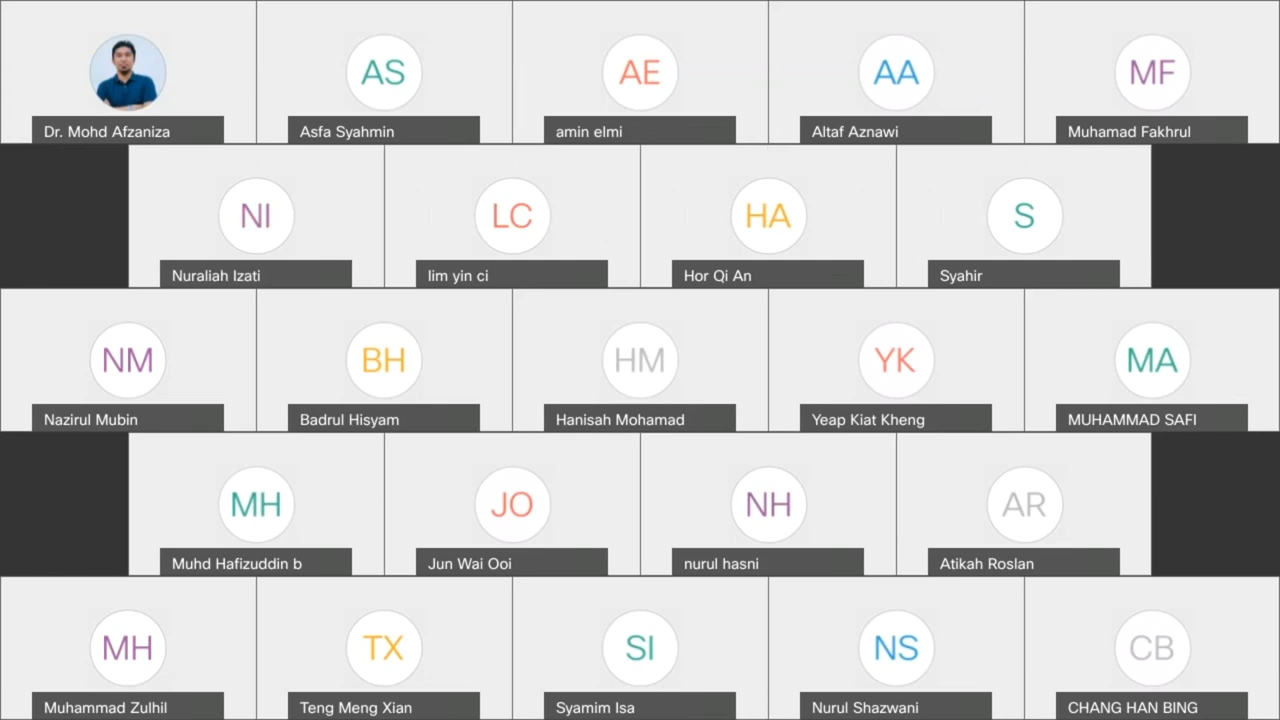 AS
AE
AA
MF
Dr. Mohd Afzaniza
Asfa Syahmin
amin elmi
Altaf Aznawi
Muhamad Fakhrul
NI
LC
HA
S
Nuraliah Izati
lim yin ci
Hor Qi An
Syahir
NM
BH
HM
YK
MA
Nazirul Mubin
Badrul Hisyam
Hanisah Mohamad
Yeap Kiat Kheng
MUHAMMAD SAFI
MH
JO
NH
AR
Muhd Hafizuddin b
Jun Wai Ooi
nurul hasni
Atikah Roslan
MH
TX
SI
NS
CB
Muhammad Zulhil
Teng Meng Xian
Syamim Isa
Nurul Shazwani
CHANG HAN BING